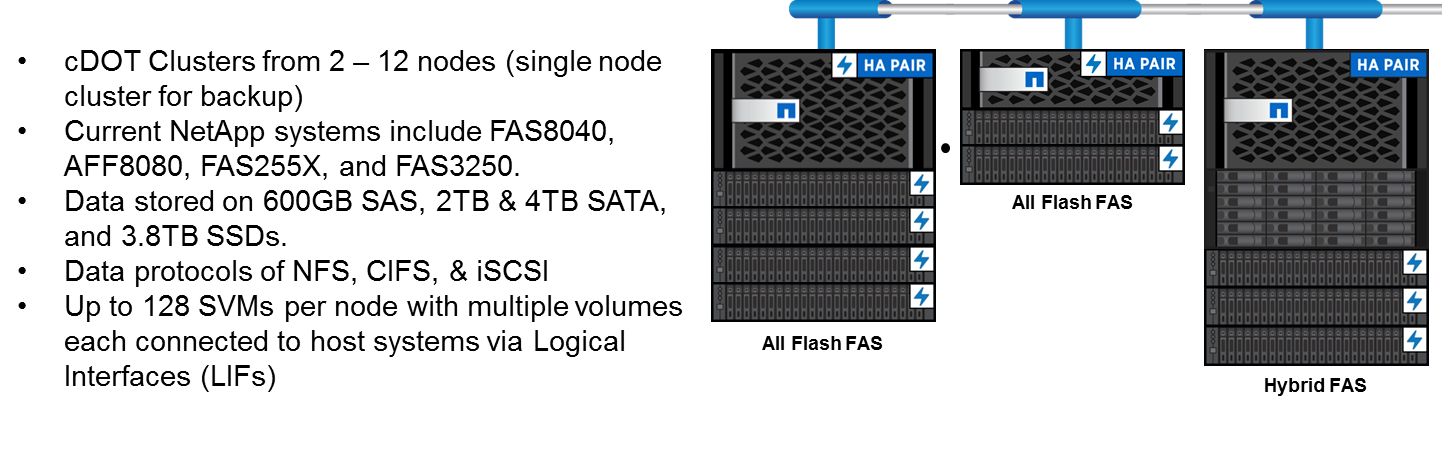 • cDOT Clusters from 2 – 12 nodes (single node
cluster for backup)
• Current NetApp systems include FAS8040,
AFF8080, FAS255X, and FAS3250.
• Data stored on 600GB SAS, 2TB & 4TB SATA,
and 3.8TB SSDs.
• Data protocols of NFS, CIFS, & iSCSI
• Up to 128 SVMs per node with multiple volumes
each connected to host systems via Logical
Interfaces (LIFs)
HA PAIR
All Flash FAS
•
HA PAIR
All Flash FAS
HA PAIR
Hybrid FAS